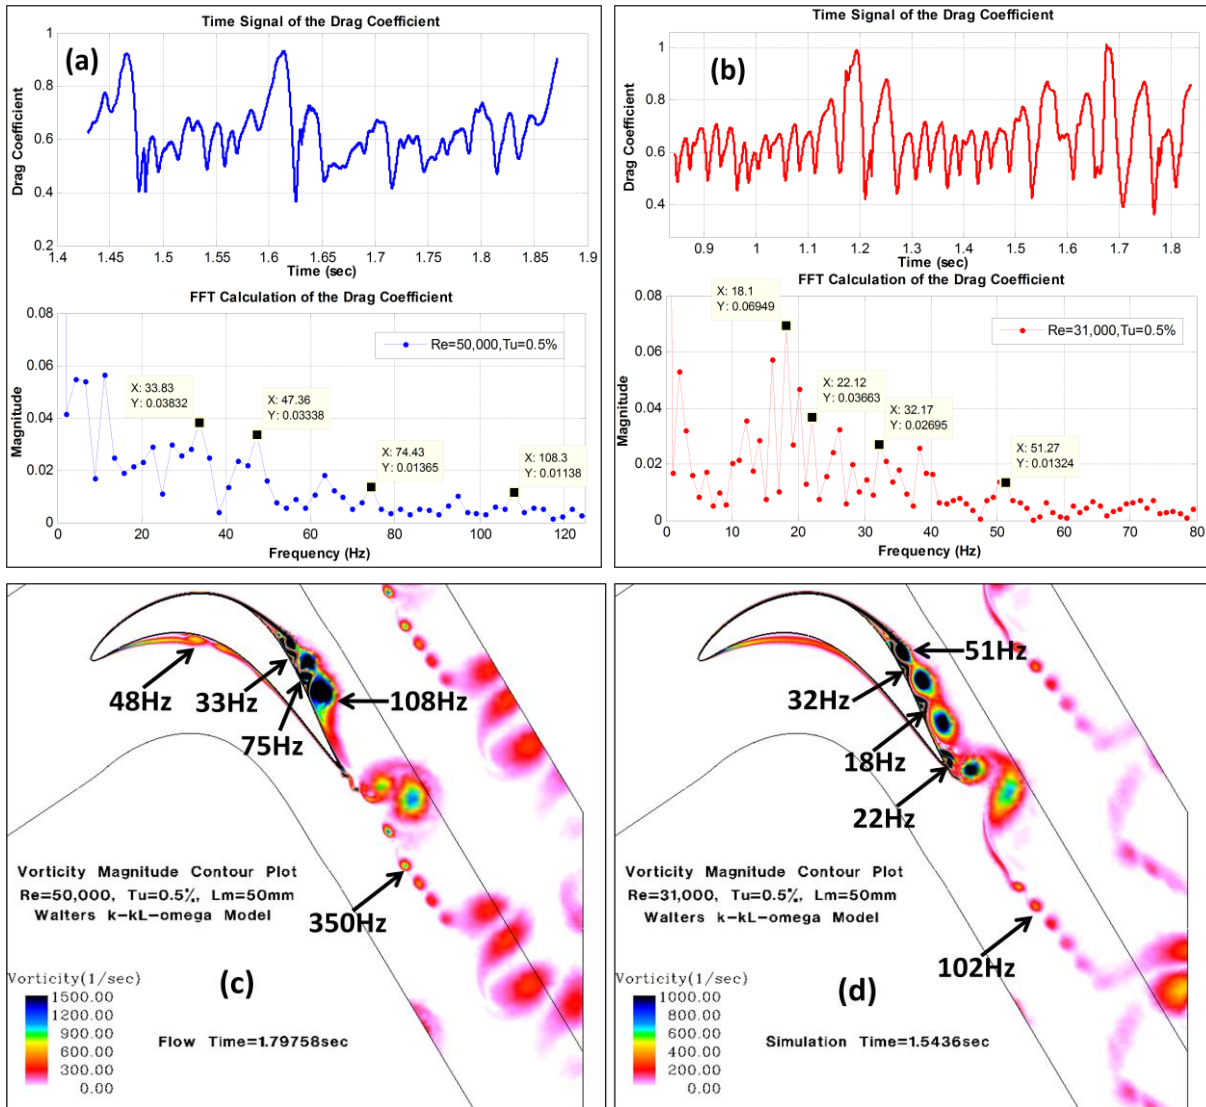 Time Signal of the Drag Coefficient
(a)
Drag Coefficient
1
0.8
0.6
0.4
0.2
1.4 1.45 1.5 1.55 1.6 1.65 1.7 1.75 1.8 1.85 1.9
Time (sec)
FFT Calculation of the Drag Coefficient
Magnitude
0.08
0.06
0.04
0.02
0
Re=50,000,Tu=0.5%
X: 33.83
Y: 0.03832
X: 47.36
Y: 0.03338
X: 74.43
Y: 0.01365
X: 108.3
Y: 0.01138
0 20 40 60 80 100 120
Frequency (Hz)
Time Signal of the Drag Coefficient
(b)
Drag Coefficient
1
0.8
0.6
0.4
0.9 1 1.1 1.2 1.3 1.4 1.5 1.6 1.7 1.8
Time (sec)
FFT Calculation of the Drag Coefficient
Magnitude
0.08
0.06
0.04
0.02
0
X: 18.1
Y: 0.06949
Re=31,000,Tu=0.5%
X: 22.12
Y: 0.03663
X: 32.17
Y: 0.02695
X: 51.27
Y: 0.01324
0 10 20 30 40 50 60 70 80
Frequency (Hz)
48Hz
33Hz
75Hz
108Hz
350Hz
Vorticity Magnitude Contour Plot
Re=50,000, Tu=0.5%, Lm=50mm
Walters k-kL-omega Model
(c)
Vorticity(1/sec)
1500.00
1200.00
900.00
600.00
300.00
0.00
Flow Time=1.79758sec
51Hz
32Hz
18Hz
22Hz
102Hz
Vorticity Magnitude Contour Plot
Re=31,000, Tu=0.5%, Lm=50mm
Walters k-kL-omega Model
(d)
Vorticity(1/sec)
1000.00
800.00
600.00
400.00
200.00
0.00
Simulation Time=1.5436sec